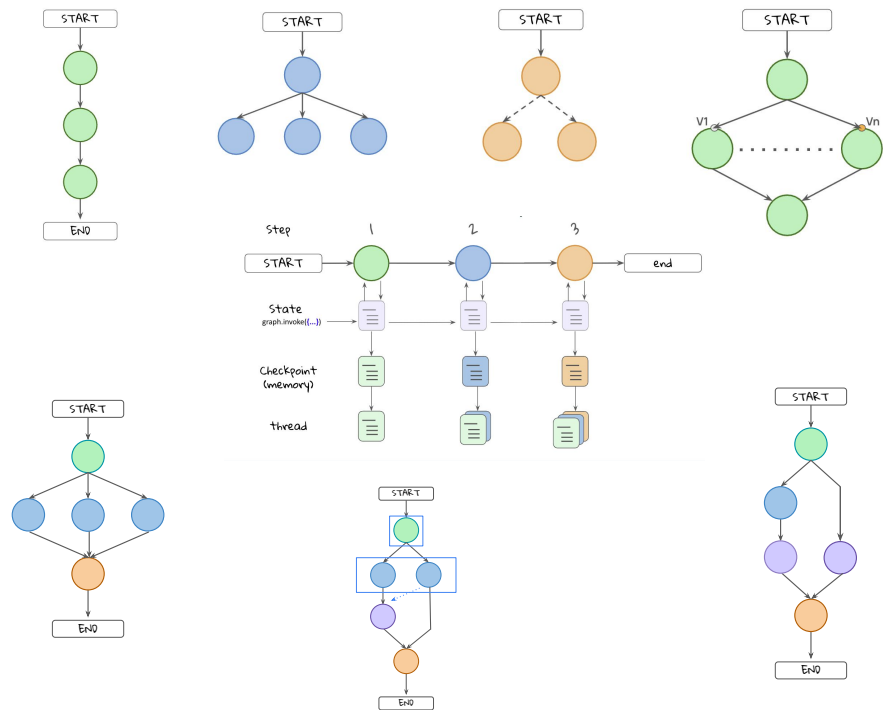 START
START
START
START
V1
Vn
END
Step
1
2
3
START
end
State
graph.invoke({...})
Checkpoint
(memory)
thread
START
START
START
END
END
END